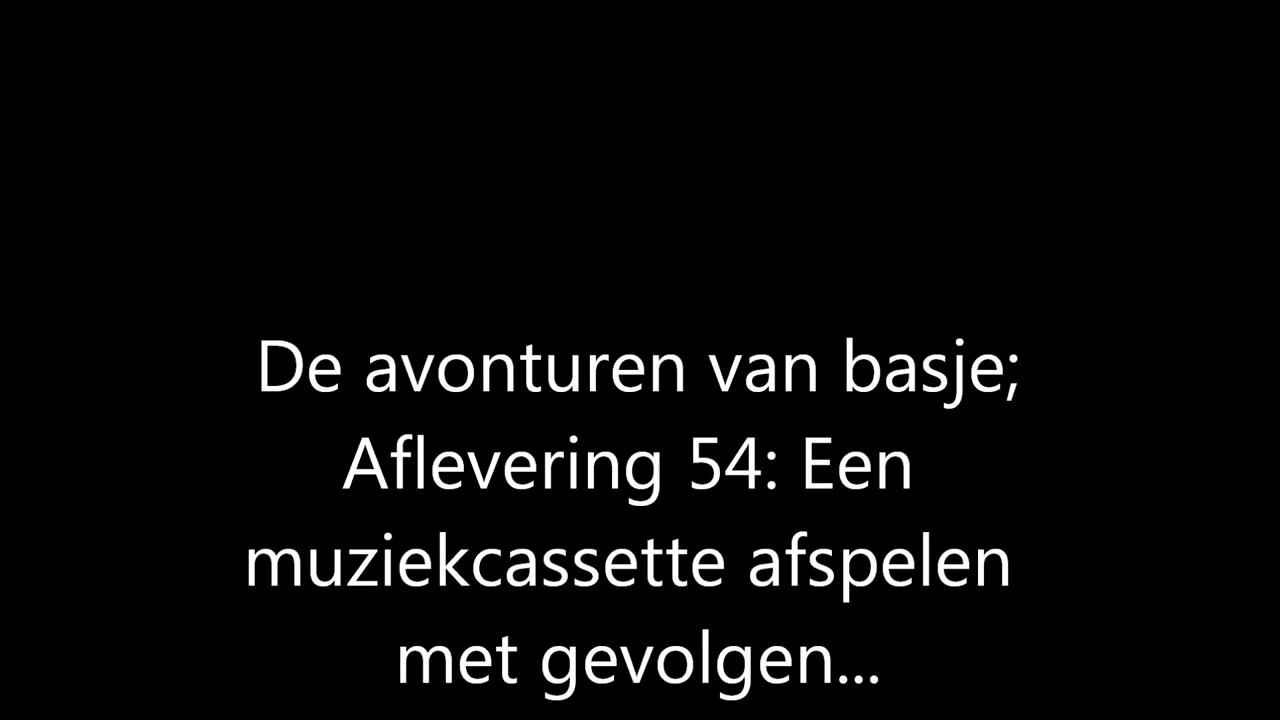 De avonturen van basje;
Aflevering 54: Een
muziekcassette afspelen
met gevolgen...